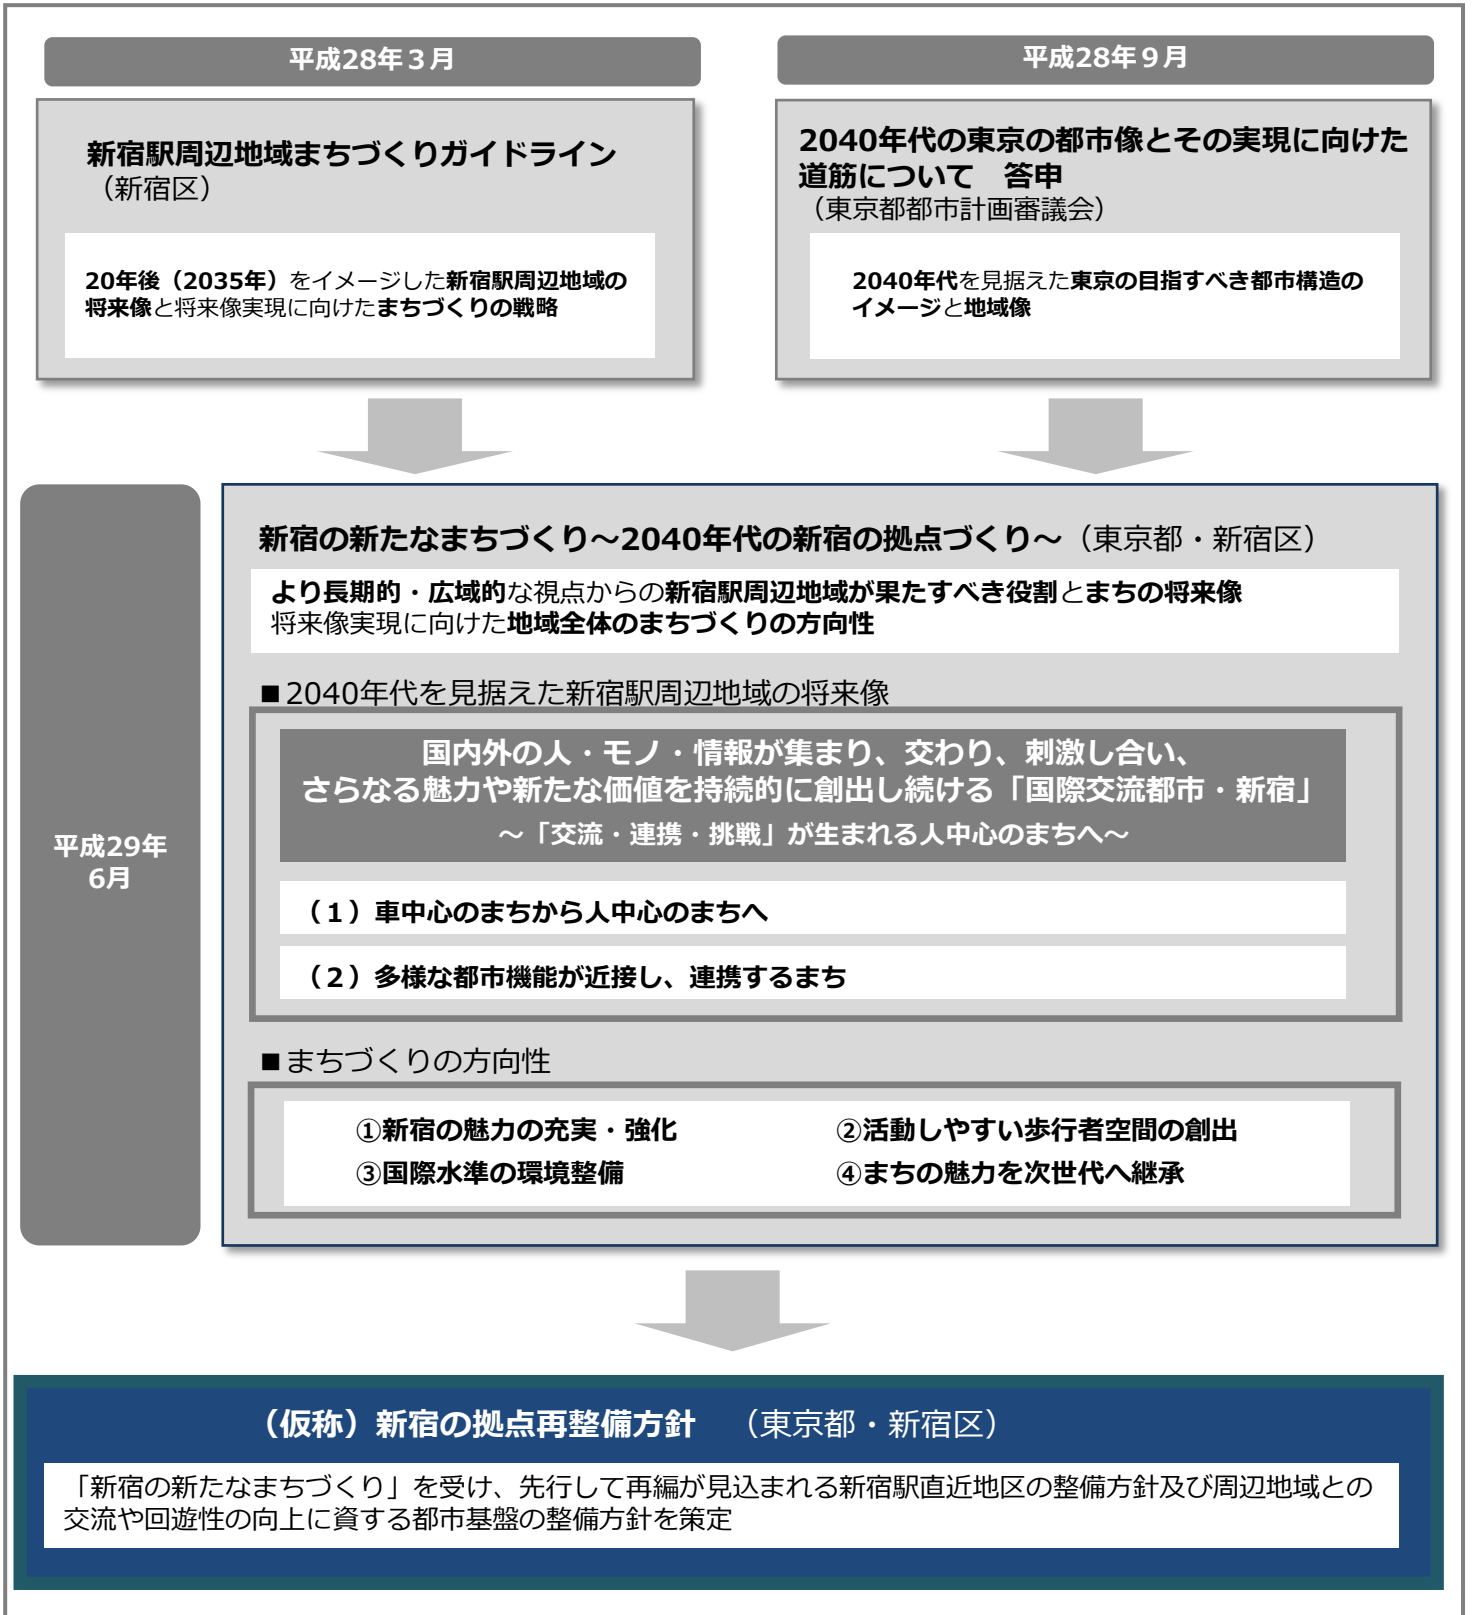 平成28年３月
新宿駅周辺地域まちづくりガイドライン
（新宿区）
20年後（2035年）をイメージした新宿駅周辺地域の
将来像と将来像実現に向けたまちづくりの戦略
平成28年９月
2040年代の東京の都市像とその実現に向けた
道筋について　答申
（東京都都市計画審議会）
2040年代を見据えた東京の目指すべき都市構造の
イメージと地域像
平成29年
6月
新宿の新たなまちづくり～2040年代の新宿の拠点づくり～（東京都・新宿区）
より長期的・広域的な視点からの新宿駅周辺地域が果たすべき役割とまちの将来像
将来像実現に向けた地域全体のまちづくりの方向性
■2040年代を見据えた新宿駅周辺地域の将来像
国内外の人・モノ・情報が集まり、交わり、刺激し合い、
さらなる魅力や新たな価値を持続的に創出し続ける「国際交流都市・新宿」
～「交流・連携・挑戦」が生まれる人中心のまちへ～
（１）車中心のまちから人中心のまちへ
（２）多様な都市機能が近接し、連携するまち
■まちづくりの方向性
①新宿の魅力の充実・強化　②活動しやすい歩行者空間の創出
③国際水準の環境整備　④まちの魅力を次世代へ継承
（仮称）新宿の拠点再整備方針　（東京都・新宿区）
「新宿の新たなまちづくり」を受け、先行して再編が見込まれる新宿駅直近地区の整備方針及び周辺地域との
交流や回遊性の向上に資する都市基盤の整備方針を策定